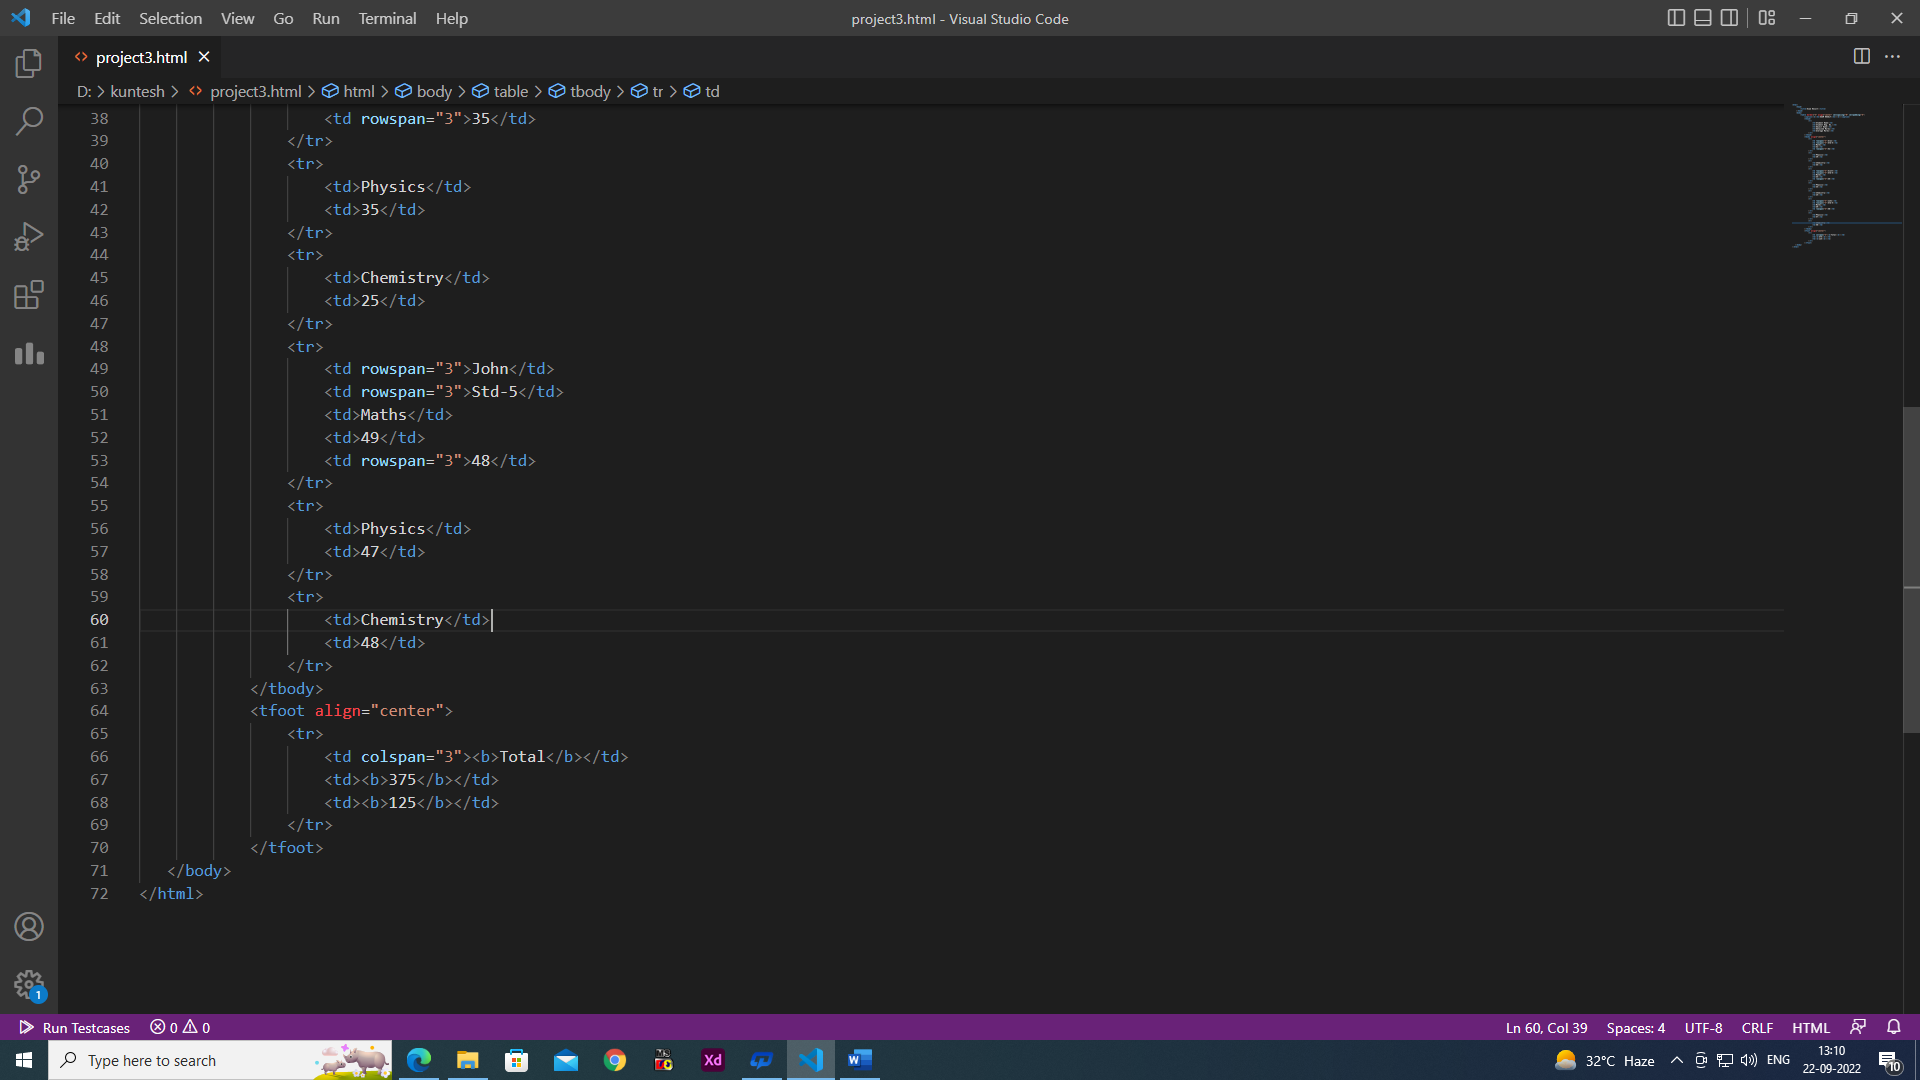 File Edit Selection View Go Run Terminal Help
project3.html - Visual Studio Code
project3.html
D: > kuntesh > project3.html > html > body > table > tbody > tr > td
38 <td rowspan="3">35</td>
39 </tr>
40 <tr>
41 <td>Physics</td>
42 <td>35</td>
43 </tr>
44 <tr>
45 <td>Chemistry</td>
46 <td>25</td>
47 </tr>
48 <tr>
49 <td rowspan="3">John</td>
50 <td rowspan="3">Std-5</td>
51 <td>Maths</td>
52 <td>49</td>
53 <td rowspan="3">48</td>
54 </tr>
55 <tr>
56 <td>Physics</td>
57 <td>47</td>
58 </tr>
59 <tr>
60 <td>Chemistry</td>
61 <td>48</td>
62 </tr>
63 </tbody>
64 <tfoot align="center">
65 <tr>
66 <td colspan="3"><b>Total</b></td>
67 <td><b>375</b></td>
68 <td><b>125</b></td>
69 </tr>
70 </tfoot>
71 </body>
72 </html>
1
Run Testcases 0 0
Ln 60, Col 39 Spaces: 4 UTF-8 CRLF HTML
Type here to search
Xd
W
32°C Haze
ENG
13:10
22-09-2022
10